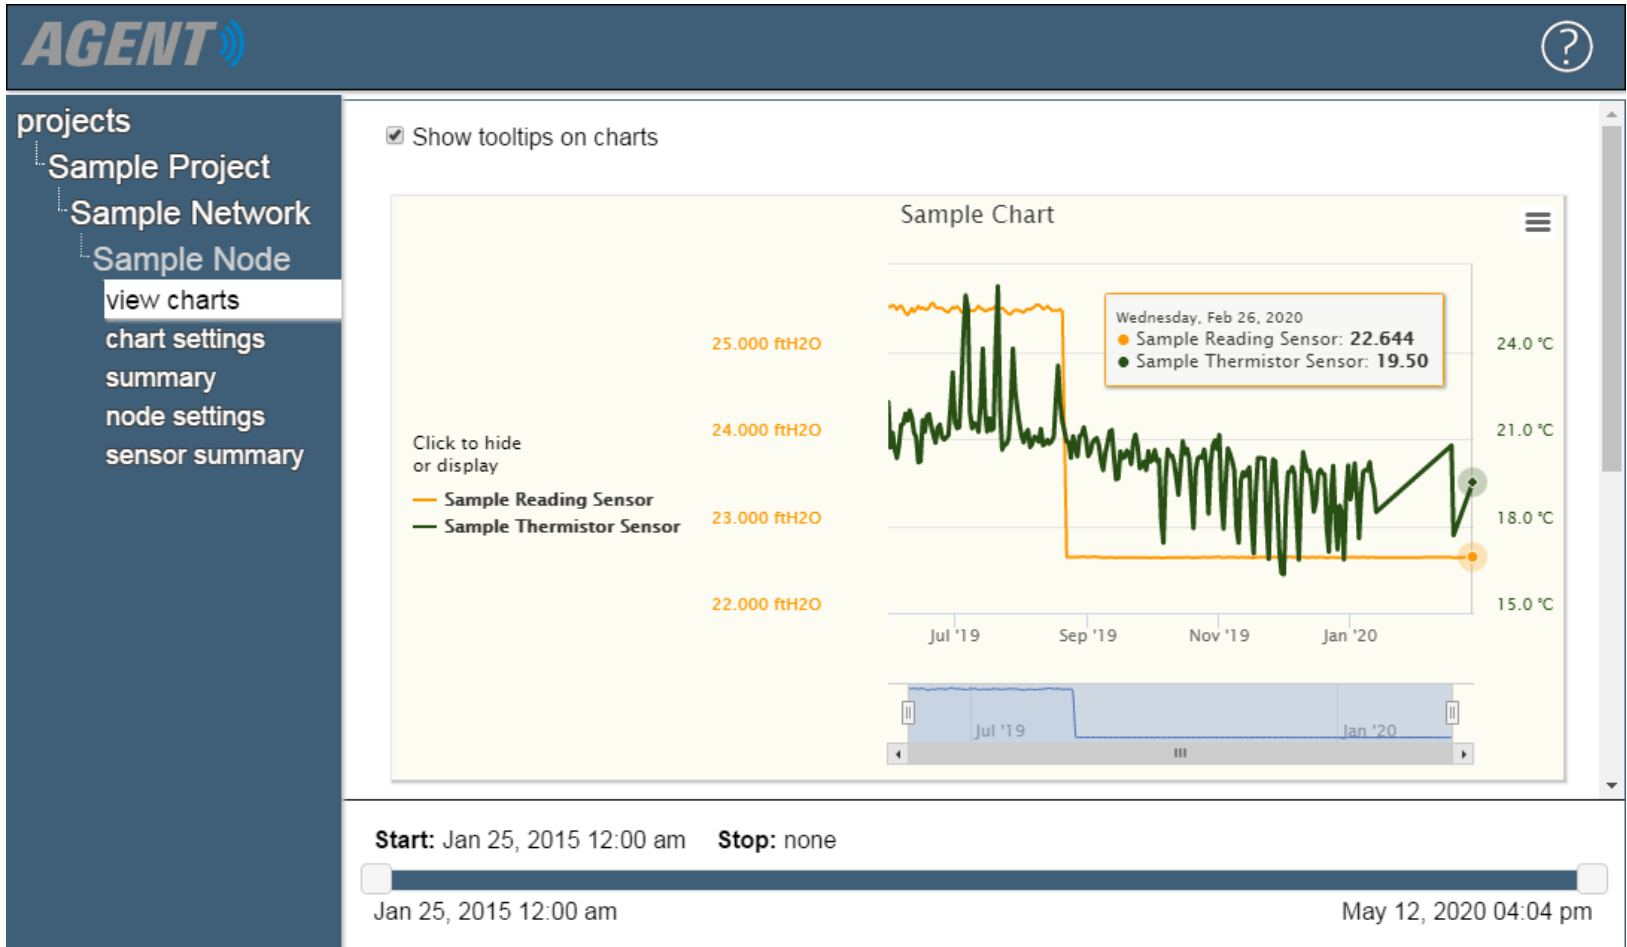 AGENT
?
projects
Sample Project
Sample Network
Sample Node
view charts
chart settings
summary
node settings
sensor summary
Show tooltips on charts
Sample Chart
Wednesday, Feb 26, 2020
Sample Reading Sensor: 22.644
Sample Thermistor Sensor: 19.50
25.000 ftH2O
24.000 ftH2O
23.000 ftH2O
22.000 ftH2O
24.0 °C
21.0 °C
18.0 °C
15.0 °C
Click to hide
or display
Sample Reading Sensor
Sample Thermistor Sensor
Jul '19 Sep '19 Nov '19 Jan '20
Jul '19 Jan '20
Start: Jan 25, 2015 12:00 am Stop: none
Jan 25, 2015 12:00 am May 12, 2020 04:04 pm